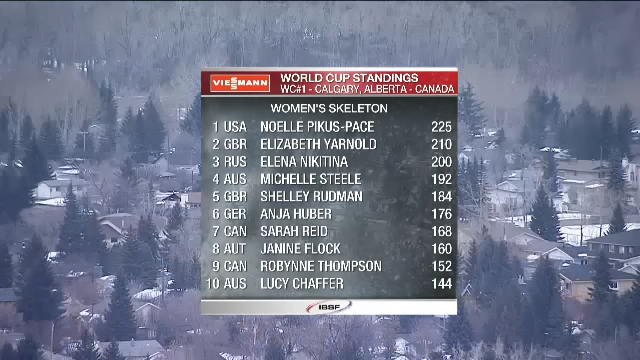 VIESMANN
WORLD CUP STANDINGS
WC#1 - CALGARY, ALBERTA - CANADA
WOMEN'S SKELETON
1 USA NOELLE PIKUS-PACE 225
2 GBR ELIZABETH YARNOLD 210
3 RUS ELENA NIKITINA 200
4 AUS MICHELLE STEELE 192
5 GBR SHELLEY RUDMAN 184
6 GER ANJA HUBER 176
7 CAN SARAH REID 168
8 AUT JANINE FLOCK 160
9 CAN ROBYNNE THOMPSON 152
10 AUS LUCY CHAFFER 144
IBSF